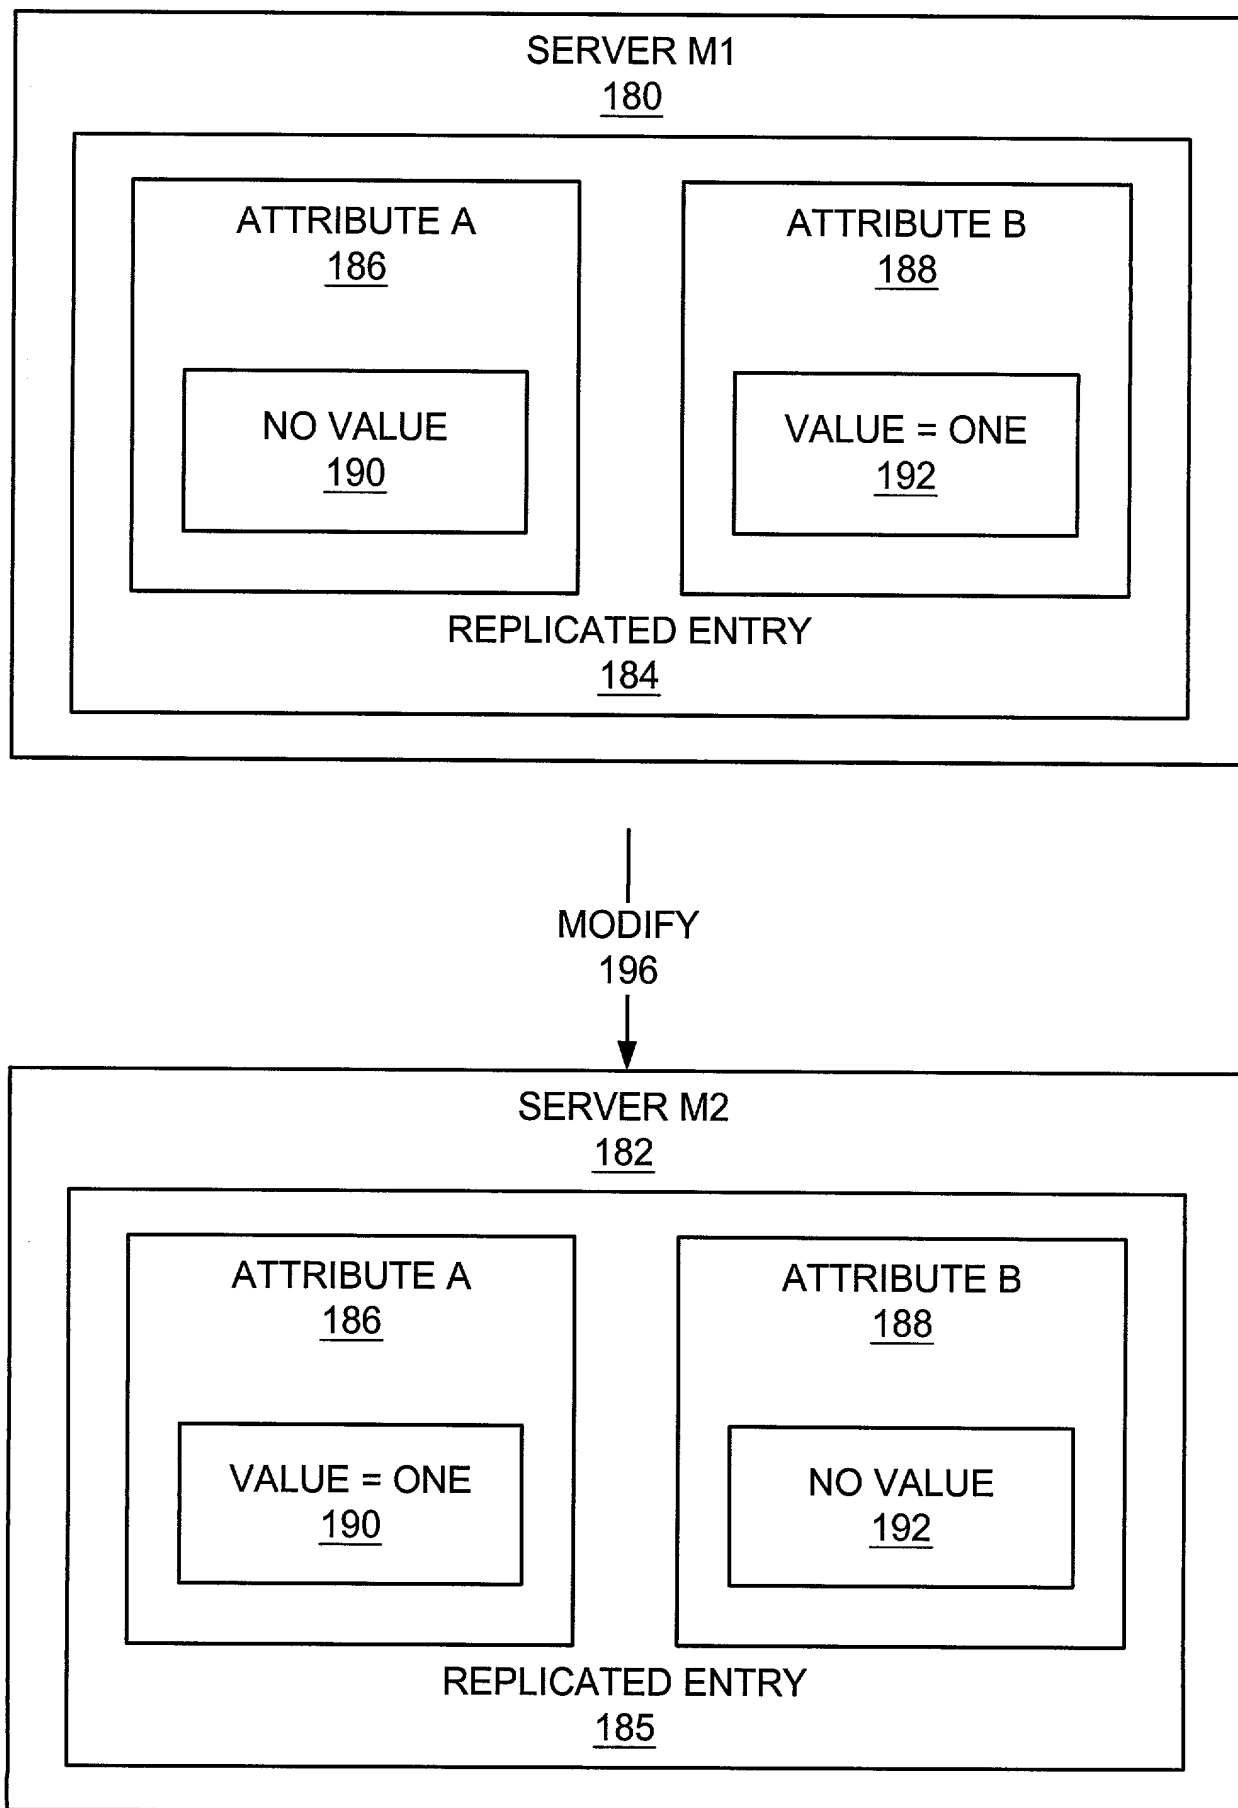 SERVER M1
180
ATTRIBUTE A
186
NO VALUE
190
ATTRIBUTE B
188
VALUE = ONE
192
REPLICATED ENTRY
184
MODIFY
196
SERVER M2
182
ATTRIBUTE A
186
VALUE = ONE
190
ATTRIBUTE B
188
NO VALUE
192
REPLICATED ENTRY
185